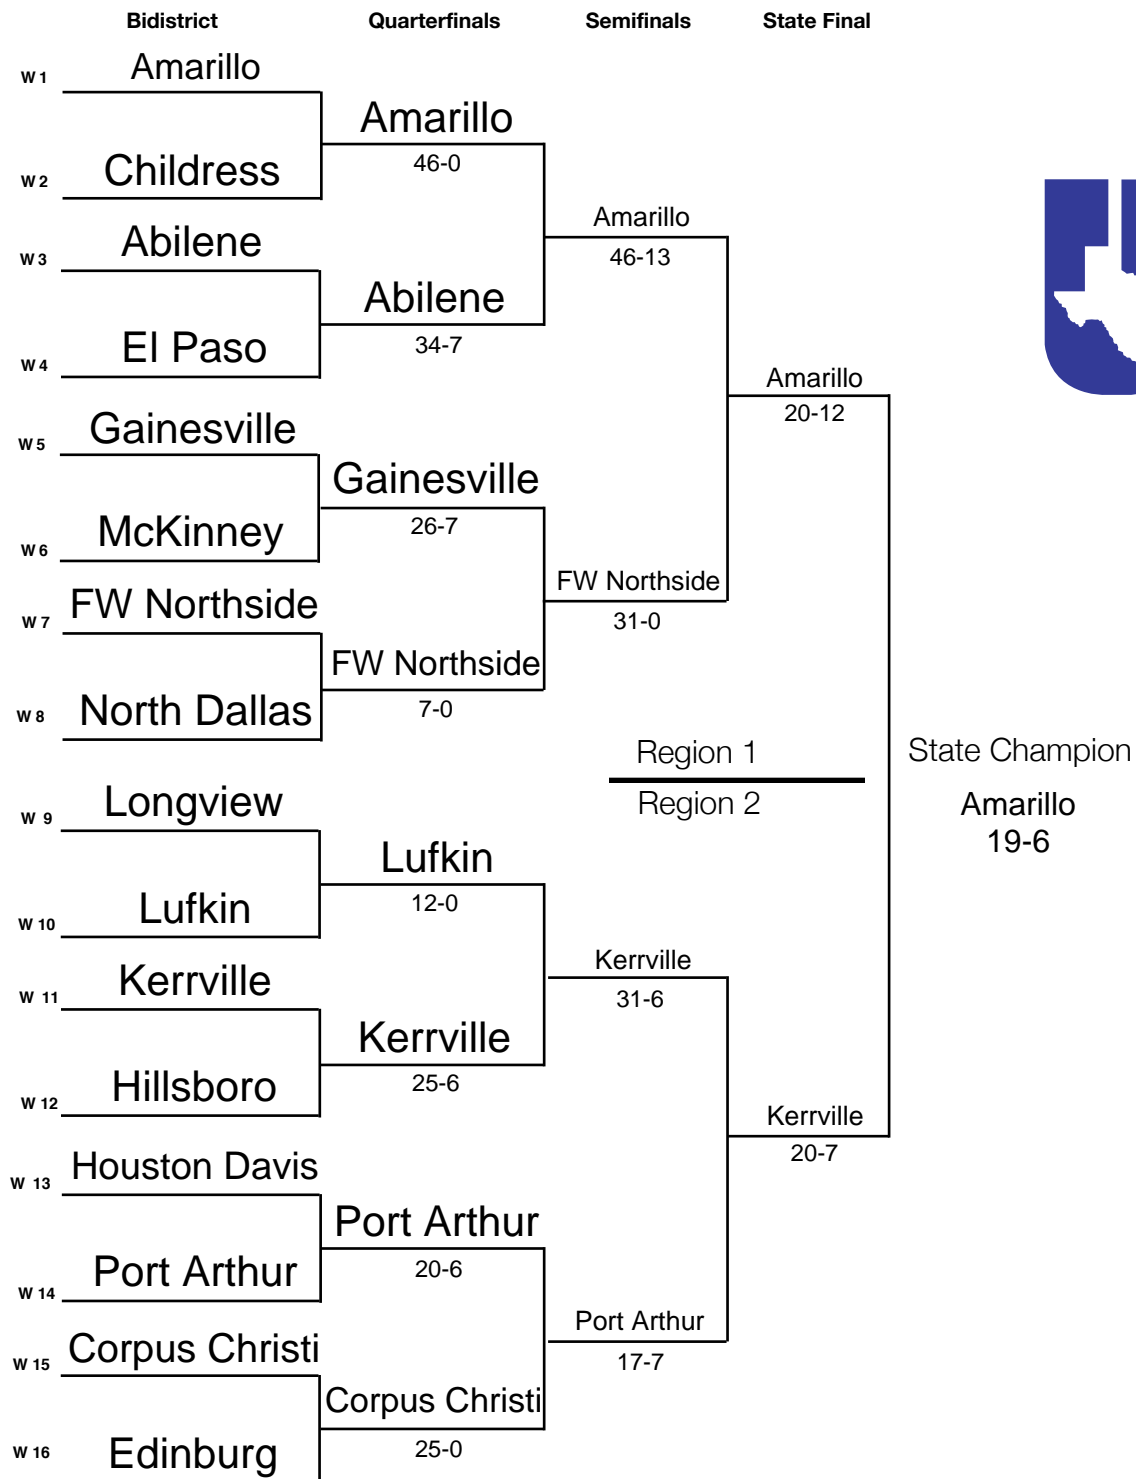 Bidistrict Quarterfinals Semifinals State Final
W 1 Amarillo
Amarillo
46-0
W 2 Childress
Amarillo
46-13
W 3 Abilene
Abilene
34-7
W 4 El Paso
Amarillo
20-12
W 5 Gainesville
Gainesville
26-7
W 6 McKinney
FW Northside
31-0
W 7 FW Northside
FW Northside
7-0
W 8 North Dallas
Region 1
Region 2
State Champion
Amarillo
19-6
W 9 Longview
Lufkin
12-0
W 10 Lufkin
Kerrville
31-6
W 11 Kerrville
Kerrville
25-6
W 12 Hillsboro
Kerrville
20-7
W 13 Houston Davis
Port Arthur
20-6
W 14 Port Arthur
Port Arthur
17-7
W 15 Corpus Christi
Corpus Christi
25-0
W 16 Edinburg